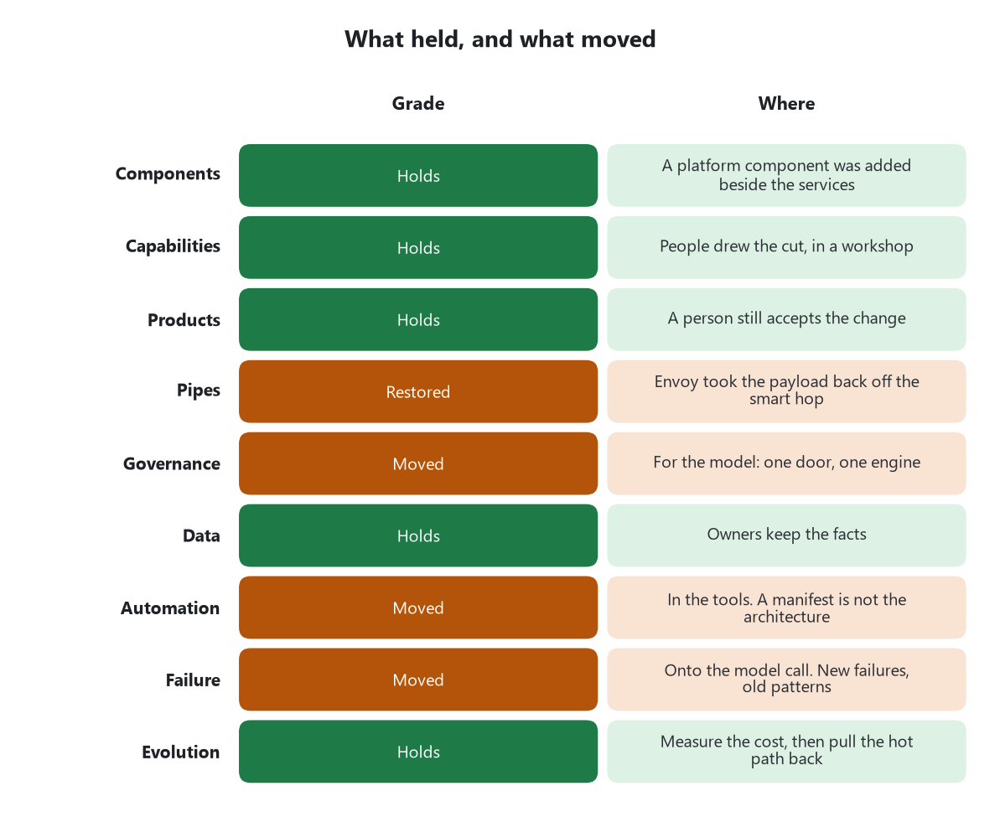 What held, and what moved
Grade
Where
Components
Holds
A platform component was added
beside the services
Capabilities
Holds
People drew the cut, in a workshop
Products
Holds
A person still accepts the change
Pipes
Restored
Envoy took the payload back off the
smart hop
Governance
Moved
For the model: one door, one engine
Data
Holds
Owners keep the facts
Automation
Moved
In the tools. A manifest is not the
architecture
Failure
Moved
Onto the model call. New failures,
old patterns
Evolution
Holds
Measure the cost, then pull the hot
path back